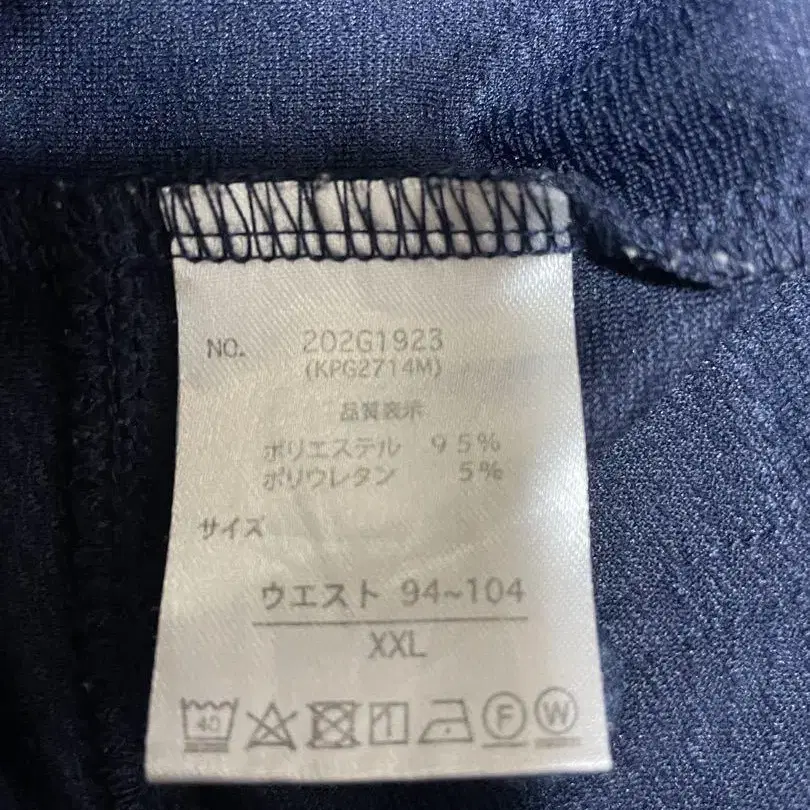 NO. 202G1923
(KPG2714M)
品質表示
ポリエステル 95%
ポリウレタン 5%
サイズ
ウエスト 94~104
XXL
40 F W